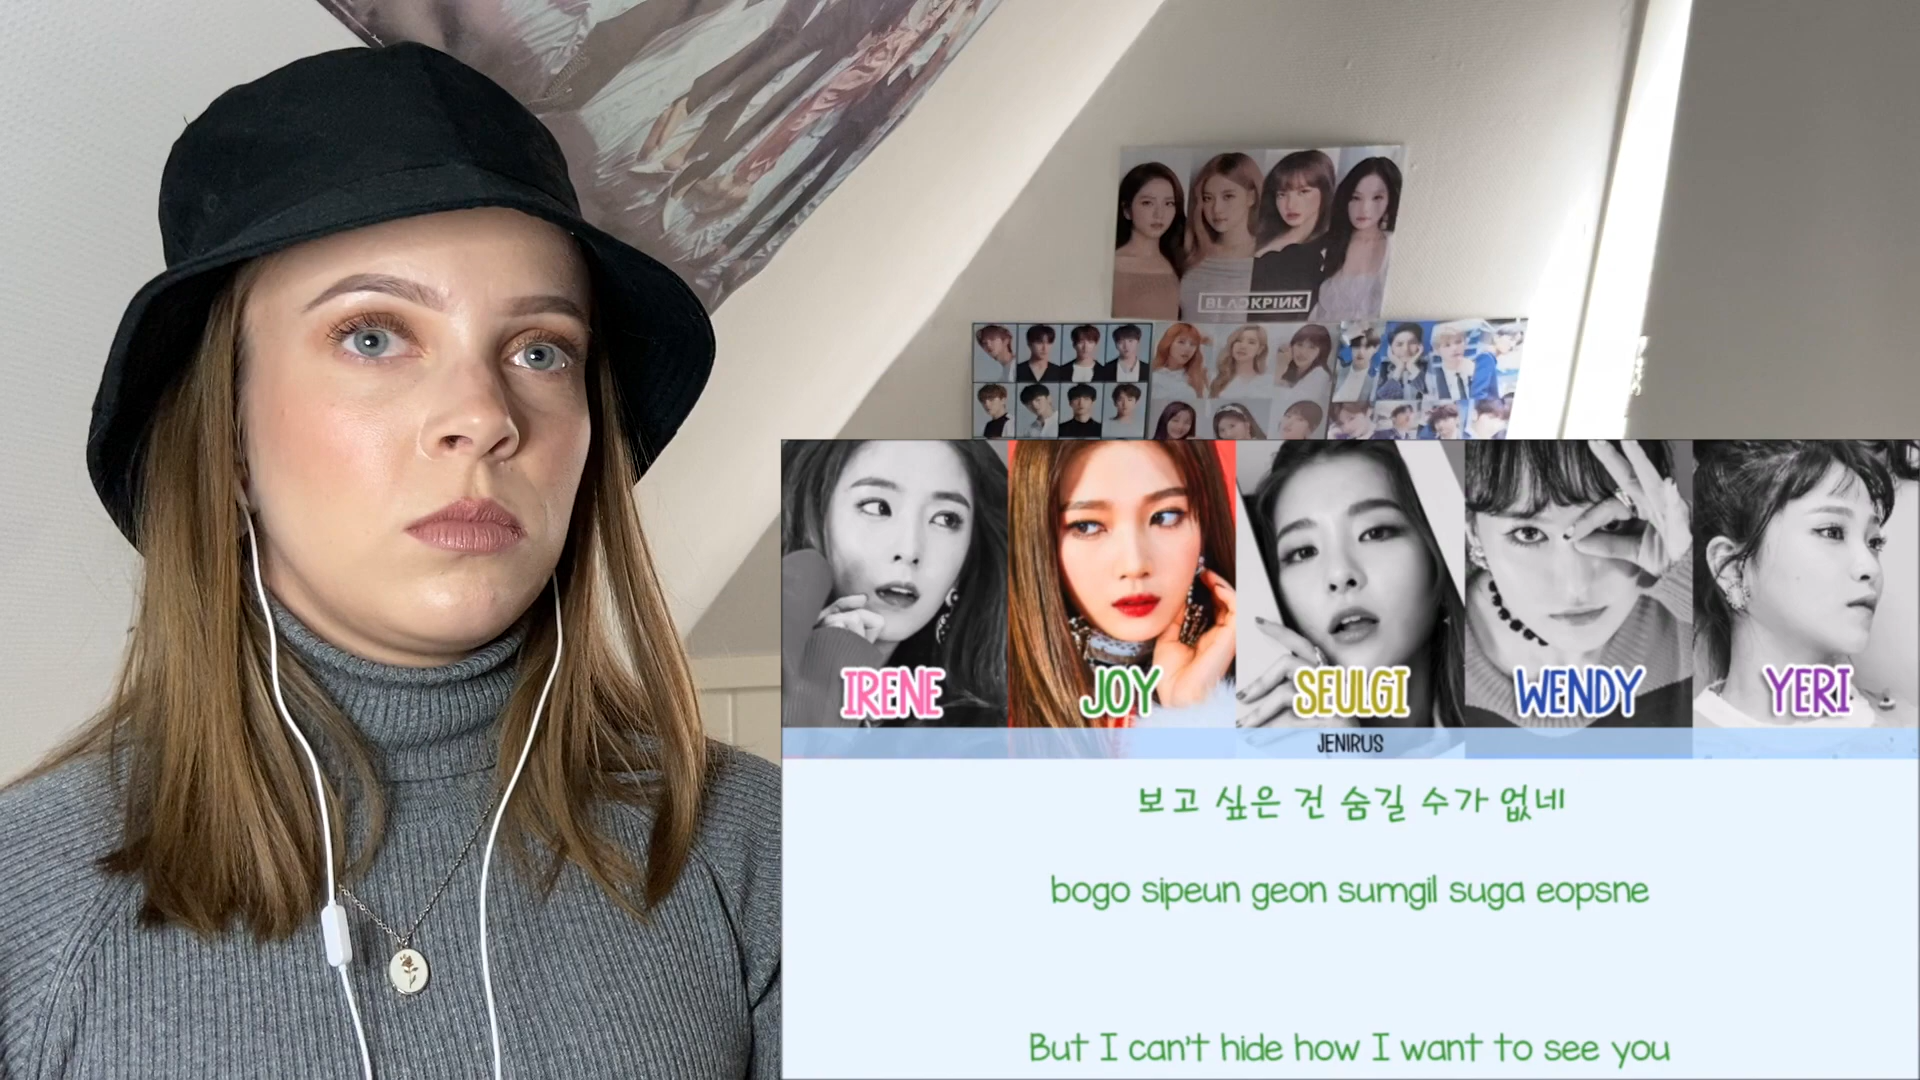 BLACKPINK
IRENE
JOY
SEULGI
WENDY
YERI
JENIRUS
보고 싶은 건 숨길 수가 없네
bogo sipeun geon sumgil suga eopsne
But I can't hide how I want to see you